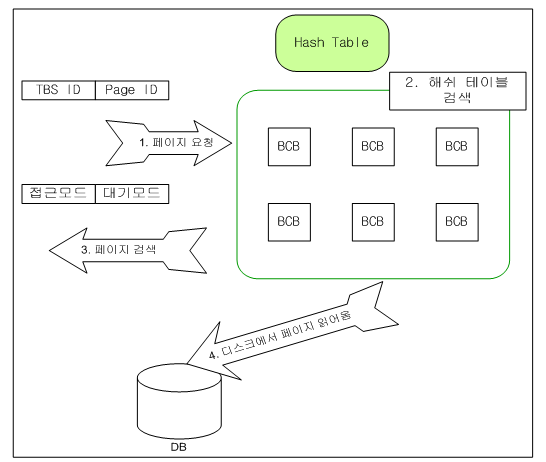 Hash Table
2. 해쉬 테이블
검색
TBS ID Page ID
1. 페이지 요청
BCB BCB BCB
접근모드 대기모드
BCB BCB BCB
3. 페이지 검색
4. 디스크에서 페이지 읽어옴
DB